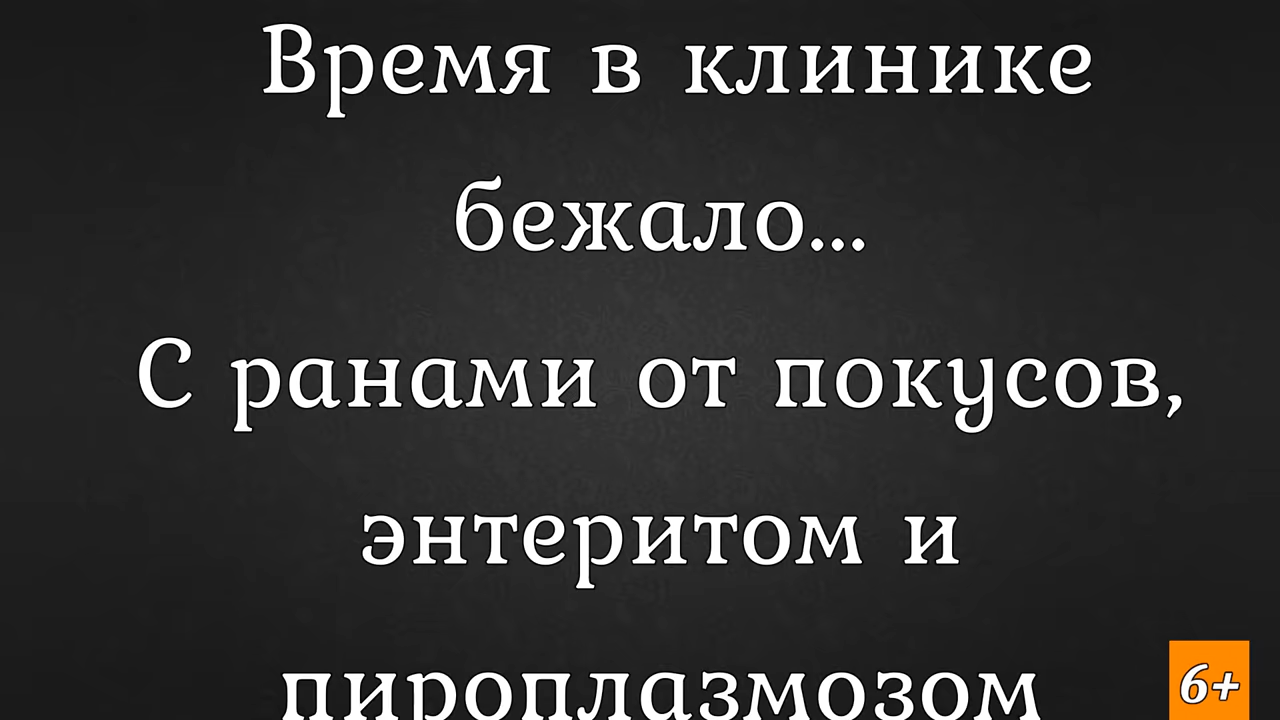 Время в клинике
бежало...
С ранами от покусов,
энтеритом и
пироплазмозом
6+